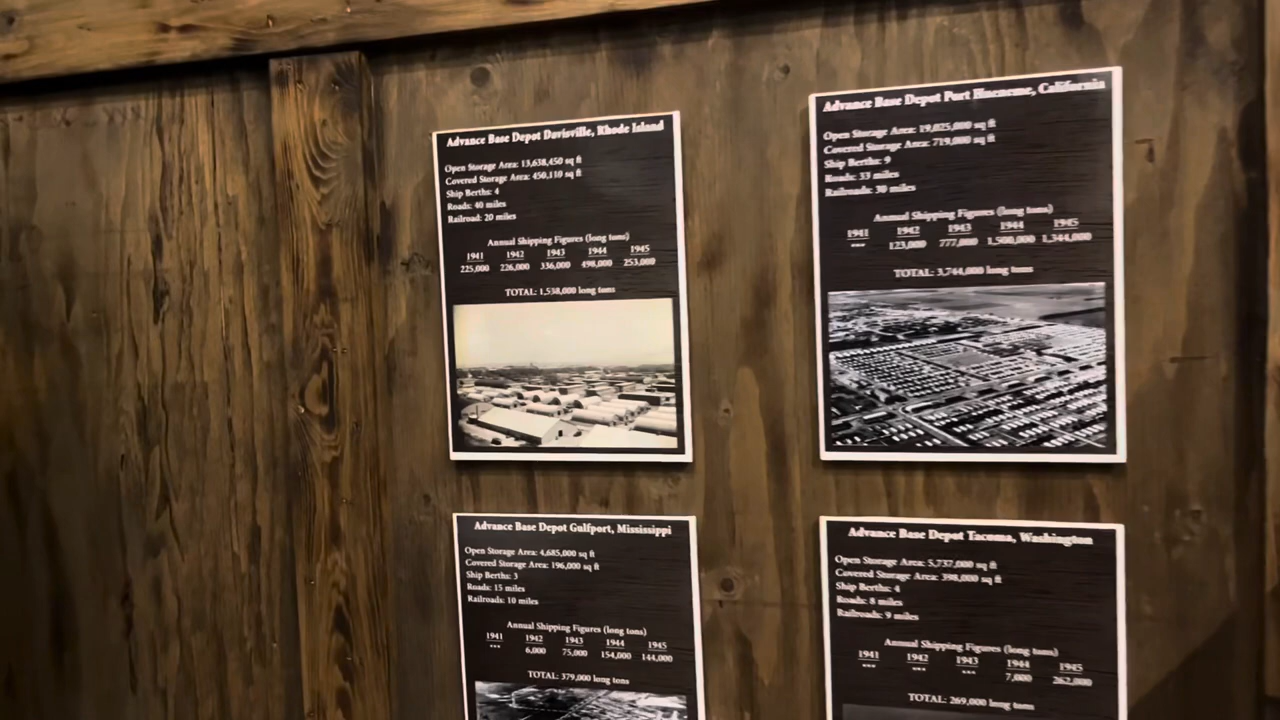 Advance Base Depot Davisville, Rhode Island
Open Storage Area: 13,638,450 sq ft
Covered Storage Area: 450,110 sq ft
Ship Berths: 4
Roads: 40 miles
Railroad: 20 miles
Annual Shipping Figures (long tons)
1941 1942 1943 1944 1945
225,000 226,000 336,000 498,000 253,000
TOTAL: 1,538,000 long tons
Advance Base Depot Port Hueneme, California
Open Storage Area: 19,025,000 sq ft
Covered Storage Area: 719,000 sq ft
Ship Berths: 9
Roads: 33 miles
Railroads: 30 miles
Annual Shipping Figures (long tons)
1941 1942 1943 1944 1945
*** 123,000 777,000 1,500,000 1,344,000
TOTAL: 3,744,000 long tons
Advance Base Depot Gulfport, Mississippi
Open Storage Area: 4,685,000 sq ft
Covered Storage Area: 196,000 sq ft
Ship Berths: 3
Roads: 15 miles
Railroads: 10 miles
Annual Shipping Figures (long tons)
1941 1942 1943 1944 1945
*** 6,000 75,000 154,000 144,000
TOTAL: 379,000 long tons
Advance Base Depot Tacoma, Washington
Open Storage Area: 5,737,000 sq ft
Covered Storage Area: 398,000 sq ft
Ship Berths: 4
Roads: 8 miles
Railroads: 9 miles
Annual Shipping Figures (long tons)
1941 1942 1943 1944 1945
*** *** *** 7,000 262,000
TOTAL: 269,000 long tons